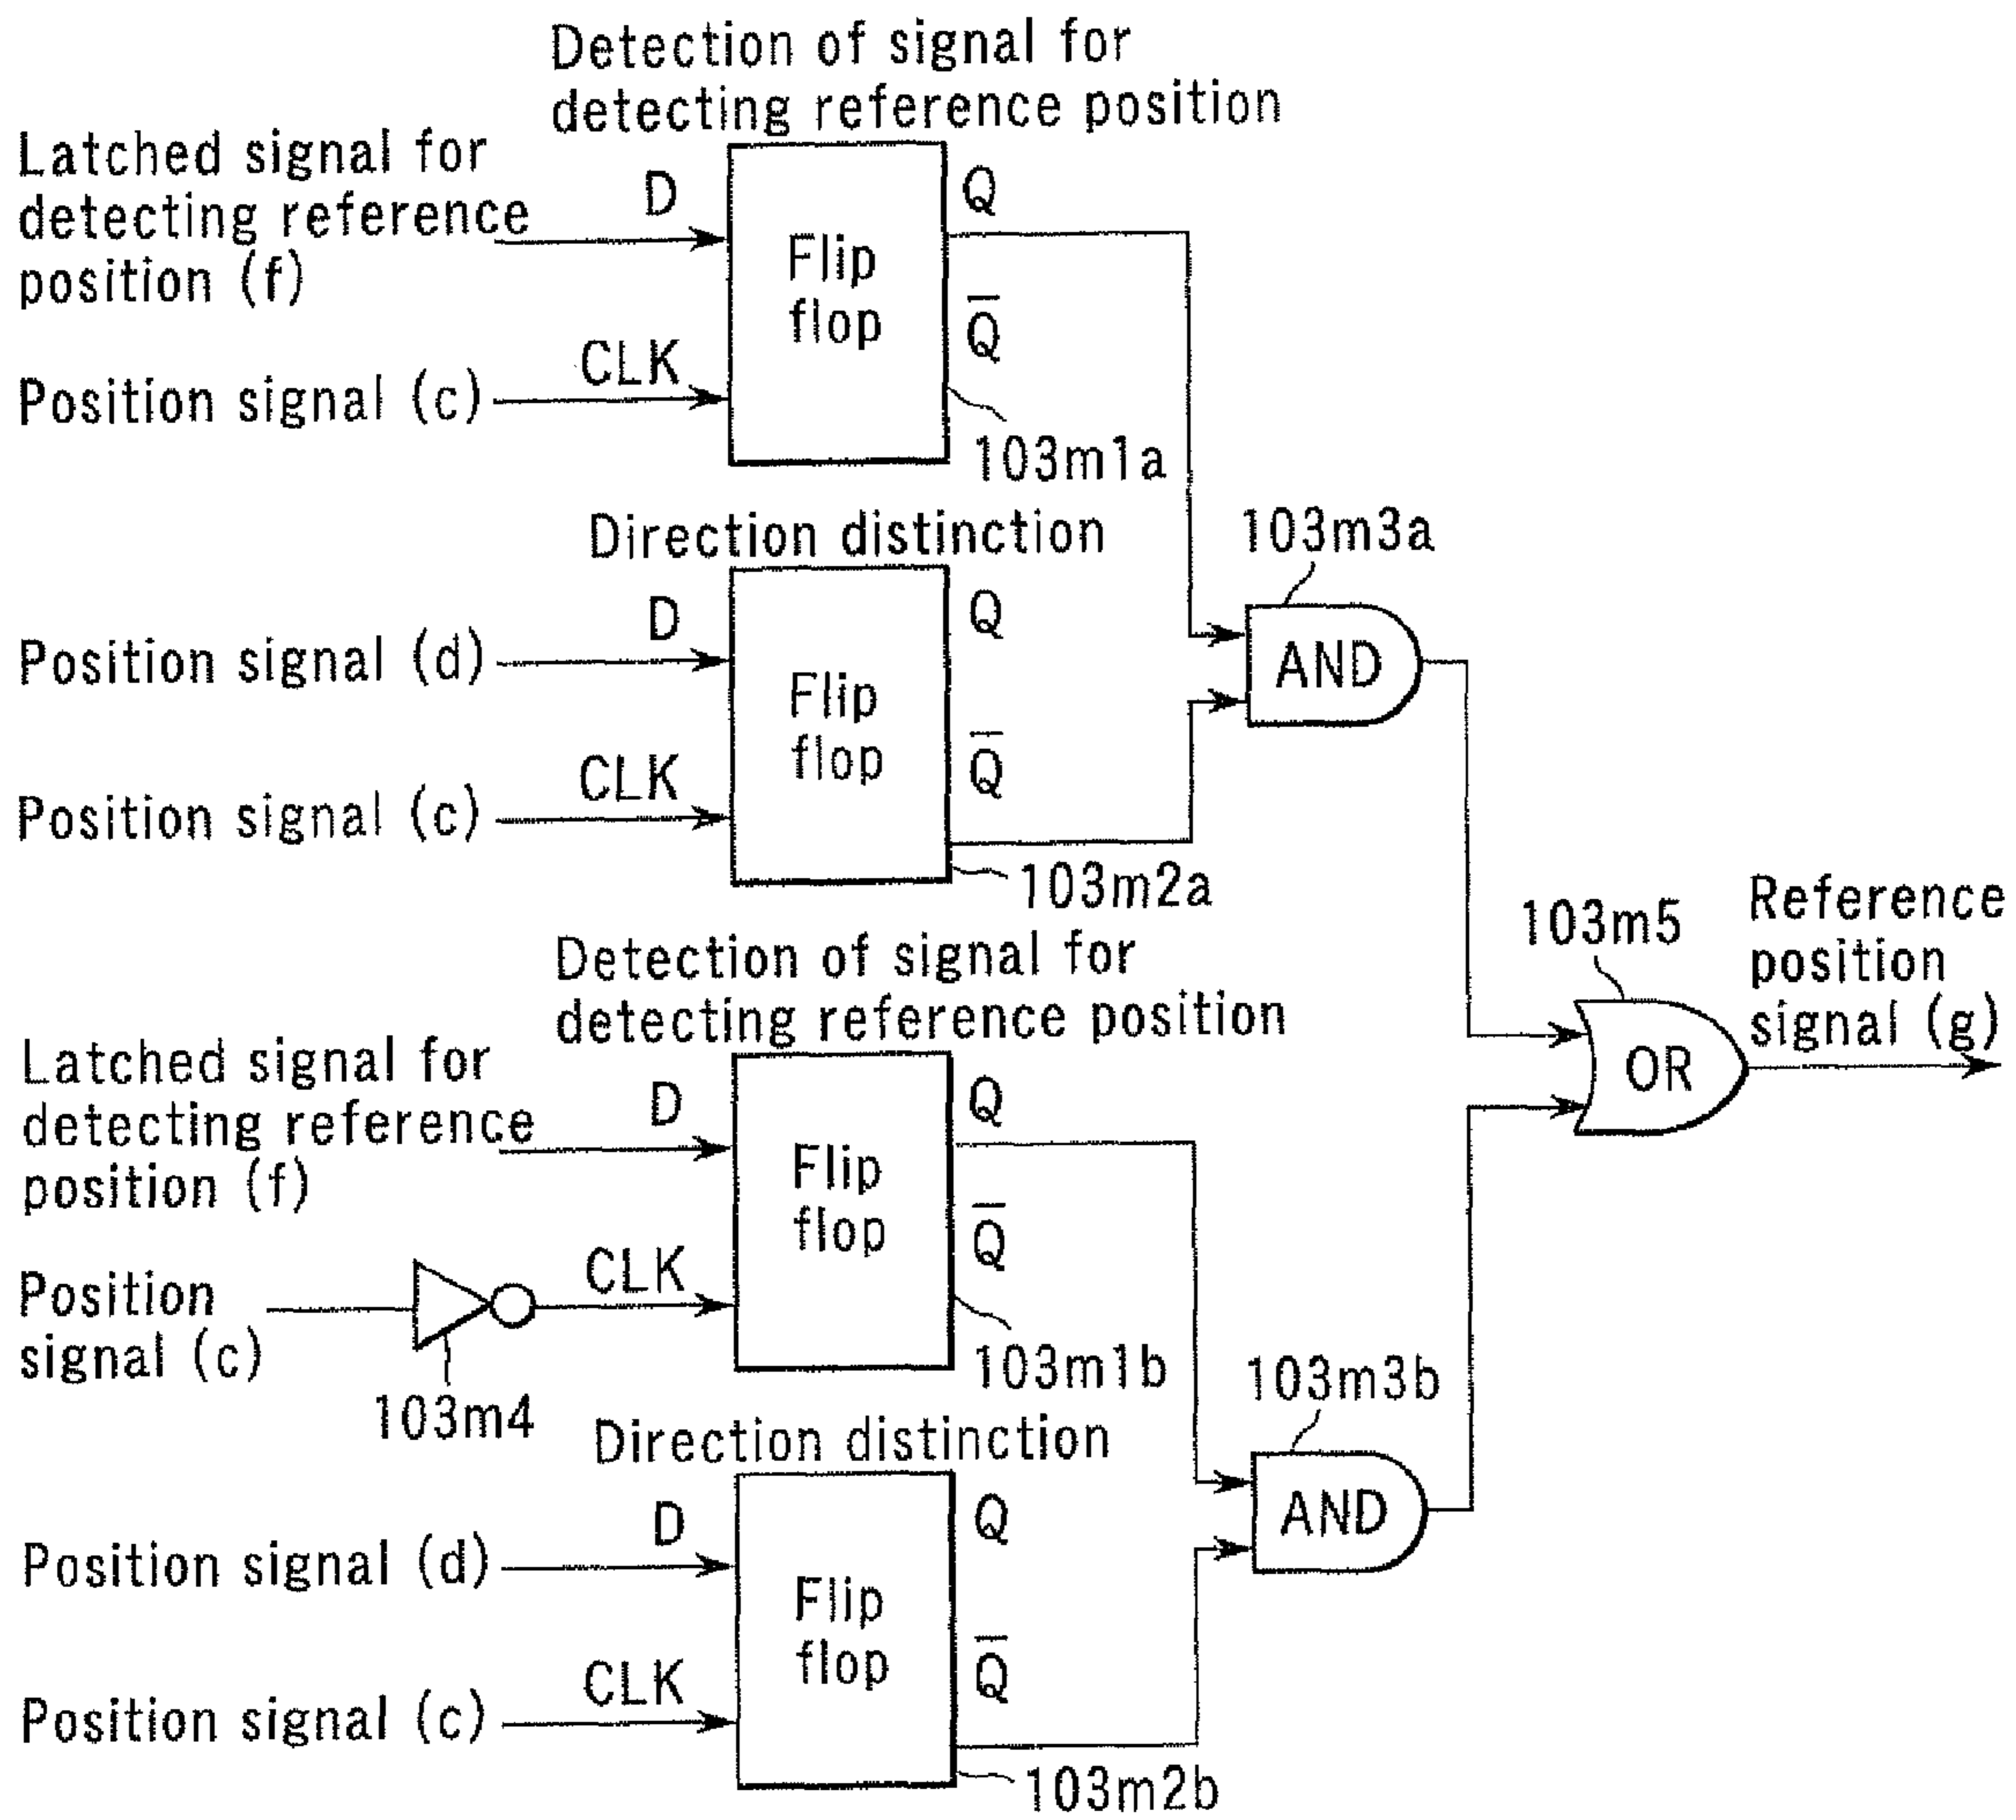 Detection of signal for
detecting reference position
Latched signal for
detecting reference
position (f)
D
Q
Flip
flop
Q̅
CLK
Position signal (c)
103m1a
Direction distinction
103m3a
D
Q
Position signal (d)
AND
Flip
flop
Q̅
CLK
Position signal (c)
103m2a
Reference
position
signal (g)
103m5
Detection of signal for
detecting reference position
OR
Latched signal for
detecting reference
position (f)
D
Q
Flip
flop
Q̅
CLK
Position
signal (c)
103m1b
103m3b
103m4
Direction distinction
D
Q
AND
Position signal (d)
Flip
flop
Q̅
CLK
Position signal (c)
103m2b